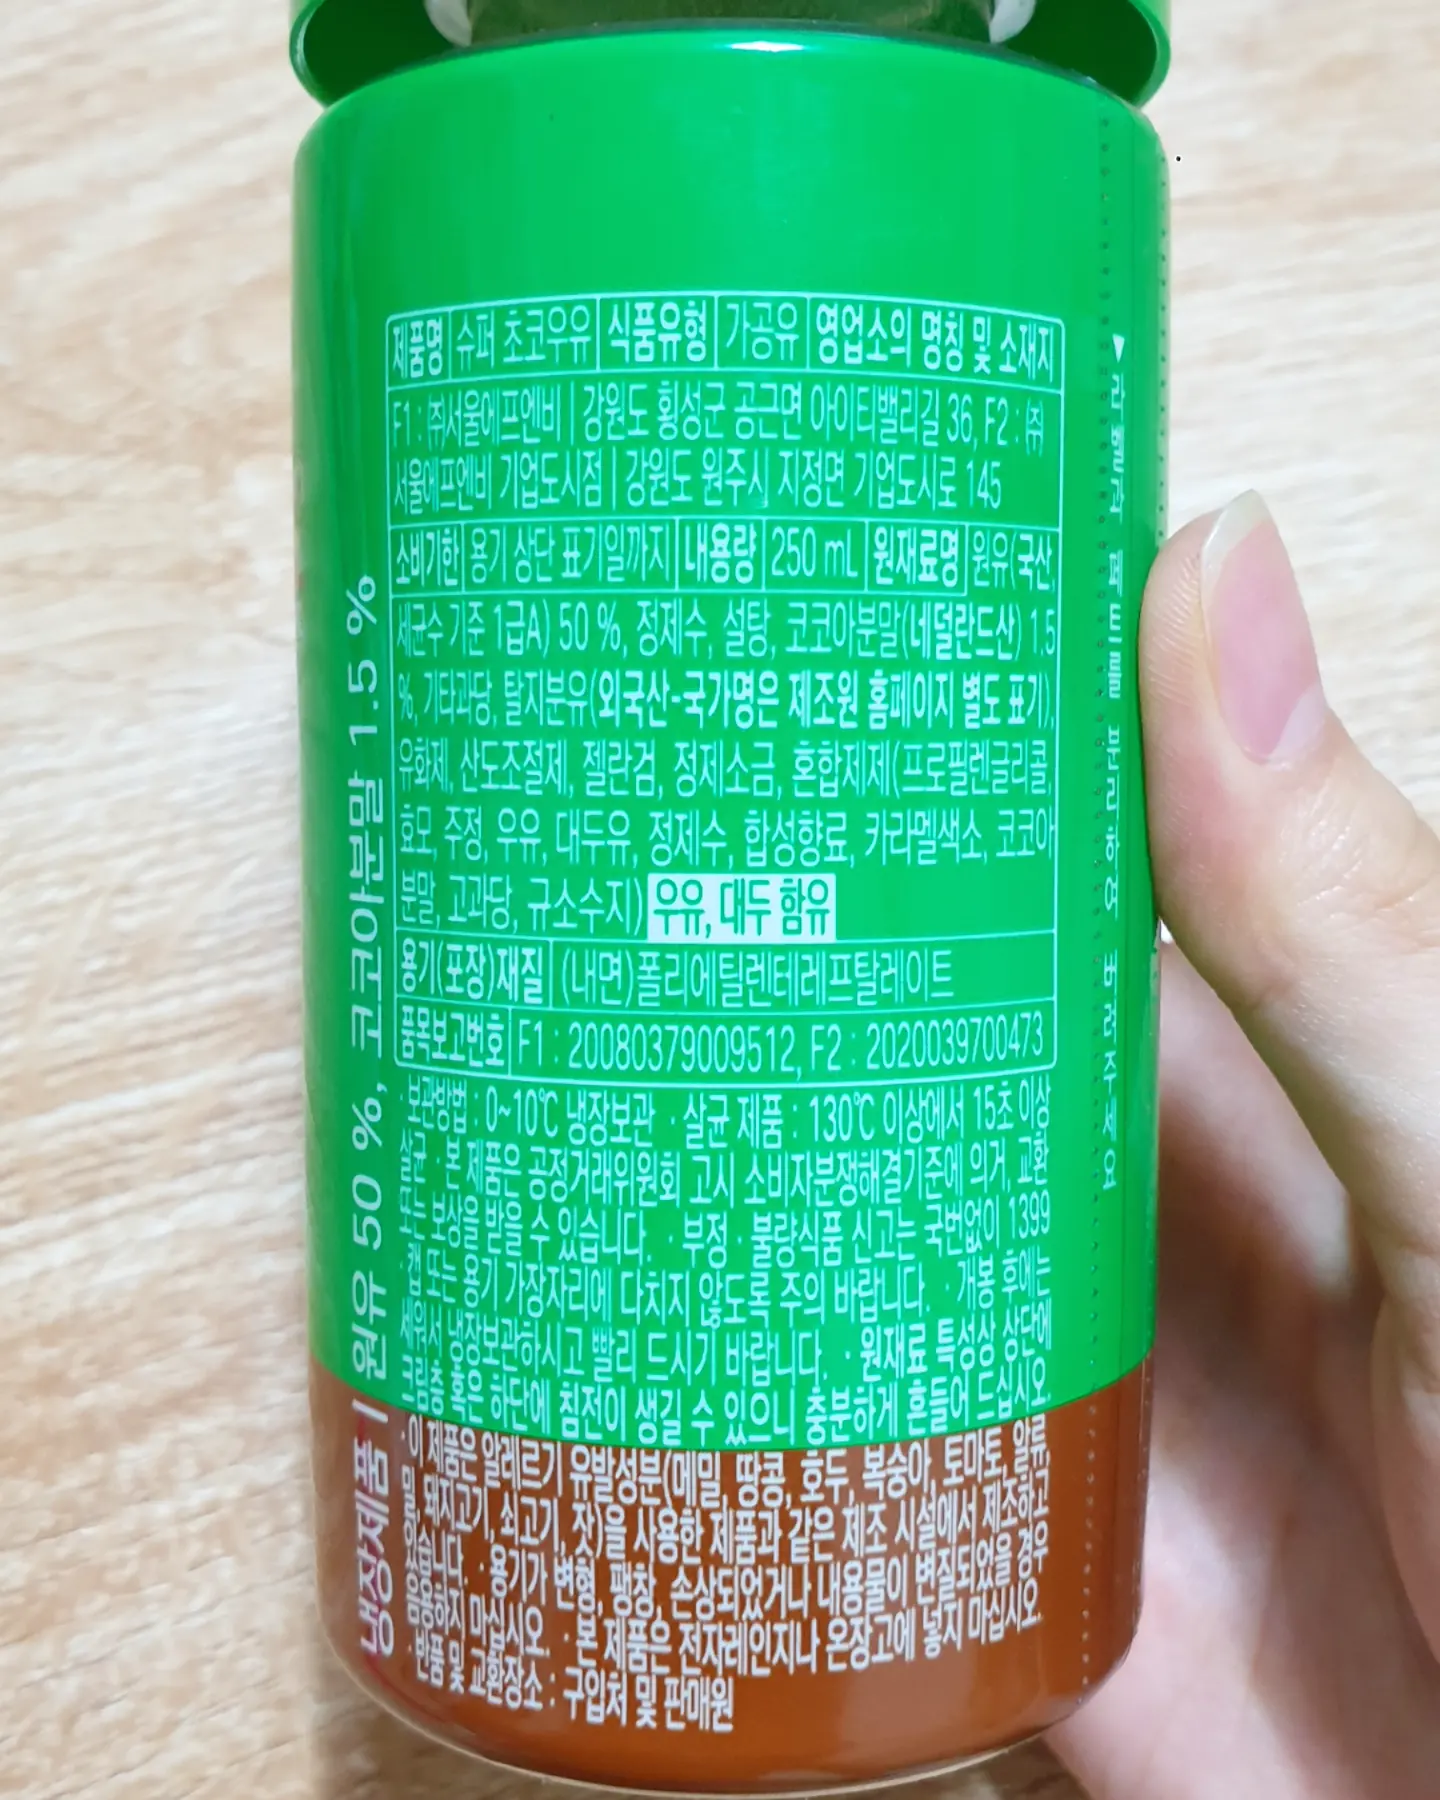 제품명 슈퍼 초코우유 식품유형 가공유 영업소의 명칭 및 소재지
F1 : ㈜서울에프엔비 | 강원도 횡성군 공근면 아이티밸리길 36, F2 : ㈜
서울에프엔비 기업도시점 | 강원도 원주시 지정면 기업도시로 145
소비기한 용기 상단 표기일까지 내용량 250 mL 원재료명 원유(국산,
세균수 기준 1급A) 50 %, 정제수, 설탕, 코코아분말(네덜란드산) 1.5
%, 기타과당, 탈지분유(외국산-국가명은 제조원 홈페이지 별도 표기),
유화제, 산도조절제, 젤란검, 정제소금, 혼합제제(프로필렌글리콜,
효모, 주정, 우유, 대두유, 정제수, 합성향료, 카라멜색소, 코코아
분말, 고과당, 규소수지) 우유, 대두 함유
용기(포장)재질 (내면)폴리에틸렌테레프탈레이트
품목보고번호 F1 : 20080379009512, F2 : 2020039700473
·보관방법 : 0~10℃ 냉장보관 ·살균 제품 : 130℃ 이상에서 15초 이상
살균 ·본 제품은 공정거래위원회 고시 소비자분쟁해결기준에 의거, 교환
또는 보상을 받을 수 있습니다. ·부정·불량식품 신고는 국번없이 1399
·캡 또는 용기 가장자리에 다치지 않도록 주의 바랍니다. ·개봉 후에는
세워서 냉장보관하시고 빨리 드시기 바랍니다. ·원재료 특성상 상단에
크림층 혹은 하단에 침전이 생길 수 있으니 충분하게 흔들어 드십시오.
·이 제품은 알레르기 유발성분(메밀, 땅콩, 호두, 복숭아, 토마토, 알류,
밀, 돼지고기, 쇠고기, 잣)을 사용한 제품과 같은 제조 시설에서 제조하고
있습니다. ·용기가 변형, 팽창, 손상되었거나 내용물이 변질되었을 경우
음용하지 마십시오. ·본 제품은 전자레인지나 온장고에 넣지 마십시오.
·반품 및 교환장소 : 구입처 및 판매원
냉장제품 | 원유 50 %, 코코아분말 1.5 %
분리하여 버려주세요